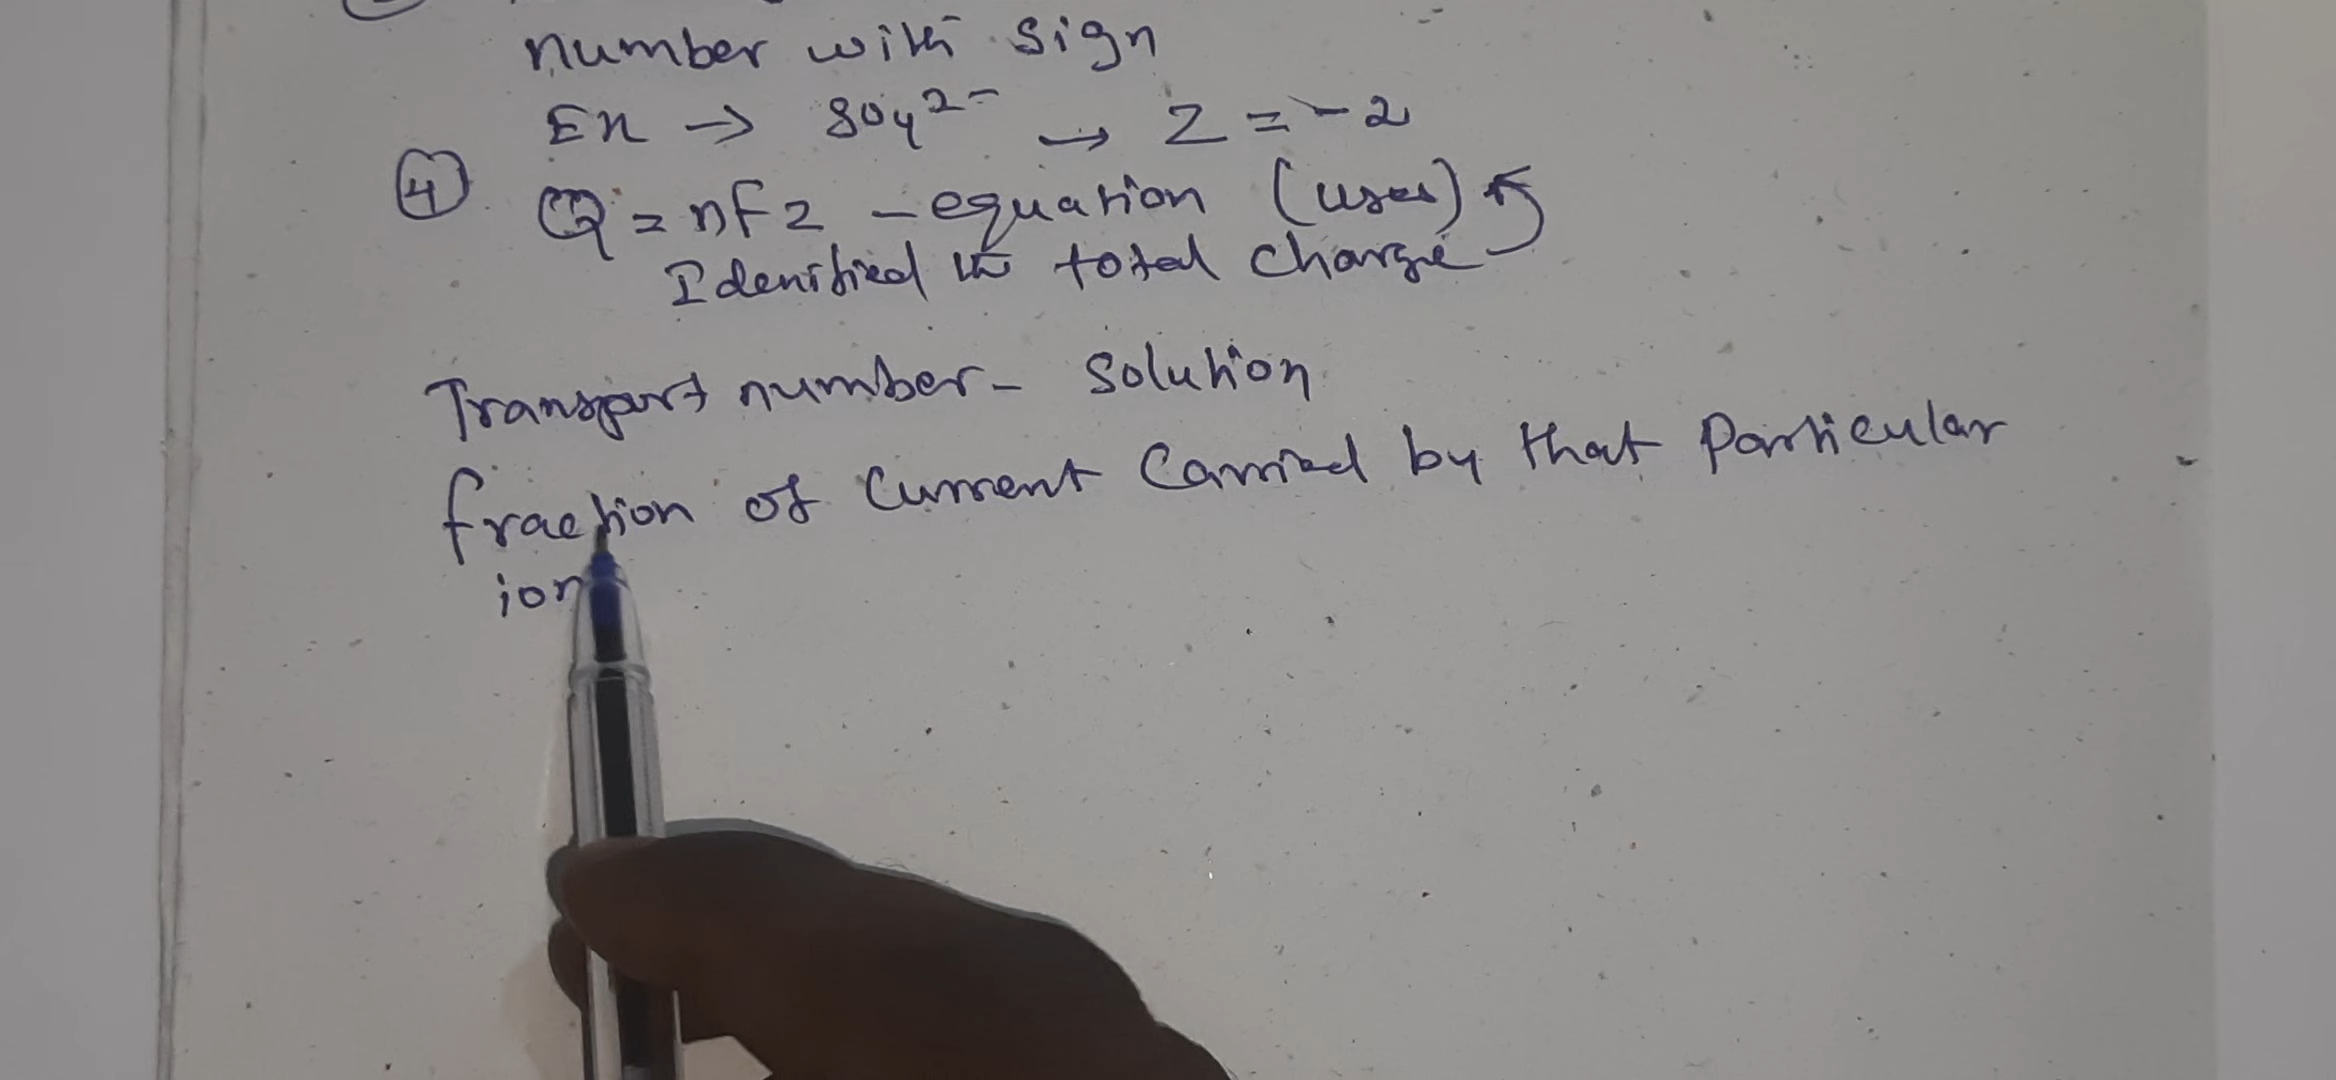 number with sign
Ex → SO4 2- → Z = -2
④ Q = nFz - equation (uses)
Identified the total charge
Transport number - solution
fraction of current carried by that particular
ion